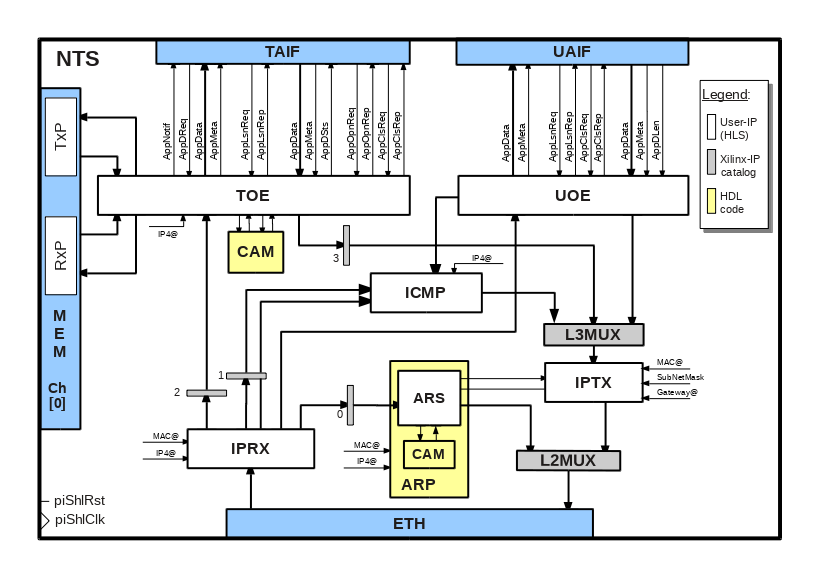 NTS
TAIF
UAIF
Legend:
User-IP
(HLS)
Xilinx-IP
catalog
HDL
code
TxP
RxP
M
E
M
Ch
[0]
AppNotif
AppDReq
AppData
AppMeta
AppLsnReq
AppLsnRep
AppData
AppMeta
AppDSts
AppOpnReq
AppOpnRep
AppClsReq
AppClsRep
AppData
AppMeta
AppLsnReq
AppLsnRep
AppClsReq
AppClsRep
AppData
AppMeta
AppDLen
TOE
UOE
IP4@
CAM
3
IP4@
ICMP
L3MUX
1
2
0
IPTX
MAC@
SubNetMask
Gateway@
ARS
CAM
ARP
MAC@
IP4@
IPRX
MAC@
IP4@
L2MUX
piShlRst
piShlClk
ETH